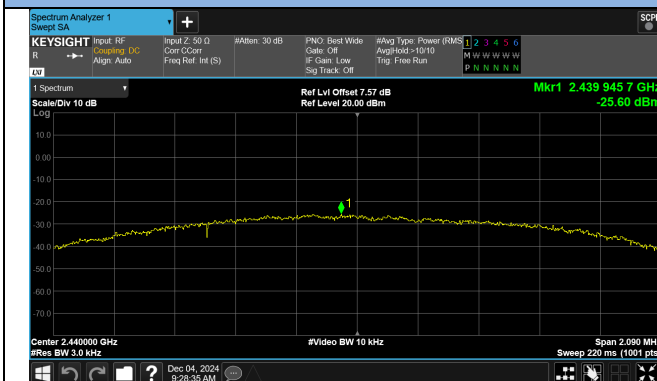 Spectrum Analyzer 1
Swept SA
+
KEYSIGHT Input: RF Input Z: 50 Ω #Atten: 30 dB PNO: Best Wide #Avg Type: Power (RMS 1 2 3 4 5 6
R Coupling: DC Corr CCorr Gate: Off Avg|Hold:>10/10 M W W W W W
Align: Auto Freq Ref: Int (S) IF Gain: Low Trig: Free Run P N N N N N
LXI Sig Track: Off
1 Spectrum Ref Lvl Offset 7.57 dB Mkr1 2.439 945 7 GHz
Scale/Div 10 dB Ref Level 20.00 dBm -25.60 dBm
Log
10.0
0.00
-10.0
-20.0
1
-30.0
-40.0
-50.0
-60.0
-70.0
Center 2.440000 GHz #Video BW 10 kHz Span 2.090 MH
#Res BW 3.0 kHz Sweep 220 ms (1001 pts
? Dec 04, 2024
9:28:35 AM